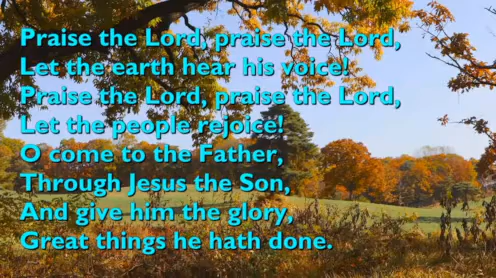 Praise the Lord, praise the Lord,
Let the earth hear his voice!
Praise the Lord, praise the Lord,
Let the people rejoice!
O come to the Father,
Through Jesus the Son,
And give him the glory,
Great things he hath done.